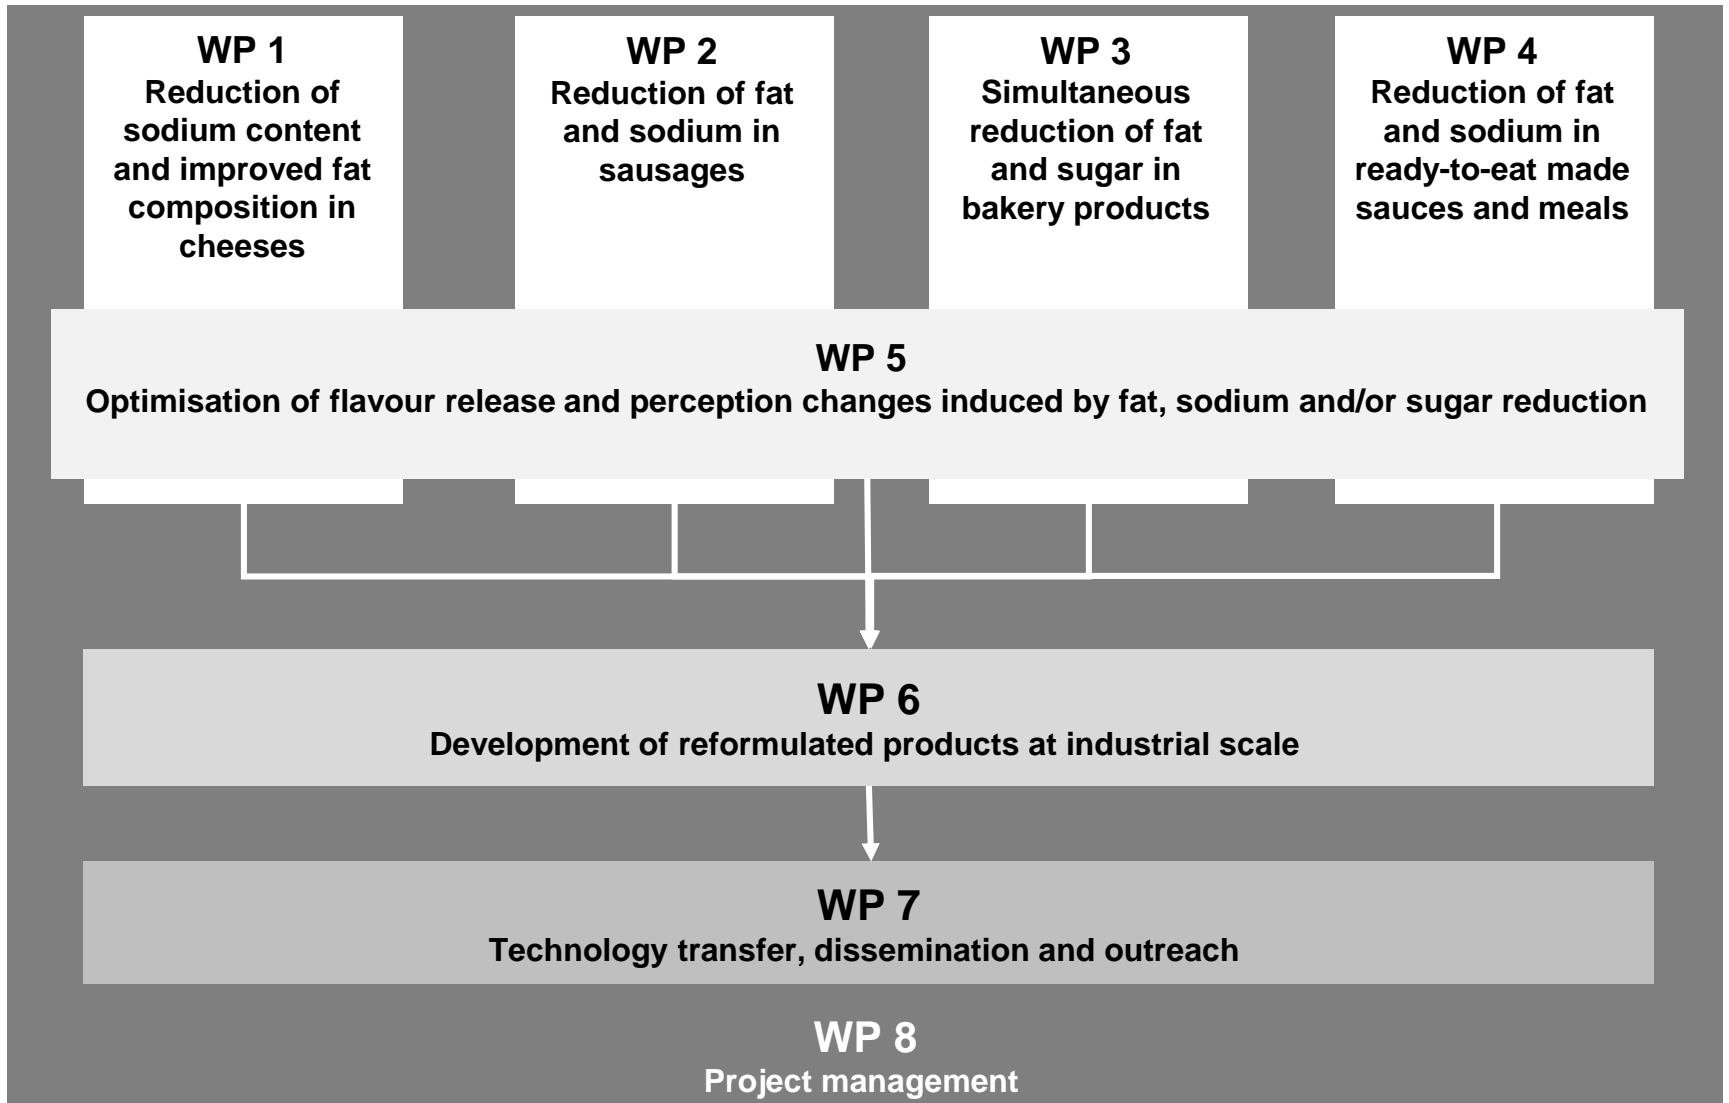 WP 1
Reduction of
sodium content
and improved fat
composition in
cheeses
WP 2
Reduction of fat
and sodium in
sausages
WP 3
Simultaneous
reduction of fat
and sugar in
bakery products
WP 4
Reduction of fat
and sodium in
ready-to-eat made
sauces and meals
WP 5
Optimisation of flavour release and perception changes induced by fat, sodium and/or sugar reduction
WP 6
Development of reformulated products at industrial scale
WP 7
Technology transfer, dissemination and outreach
WP 8
Project management